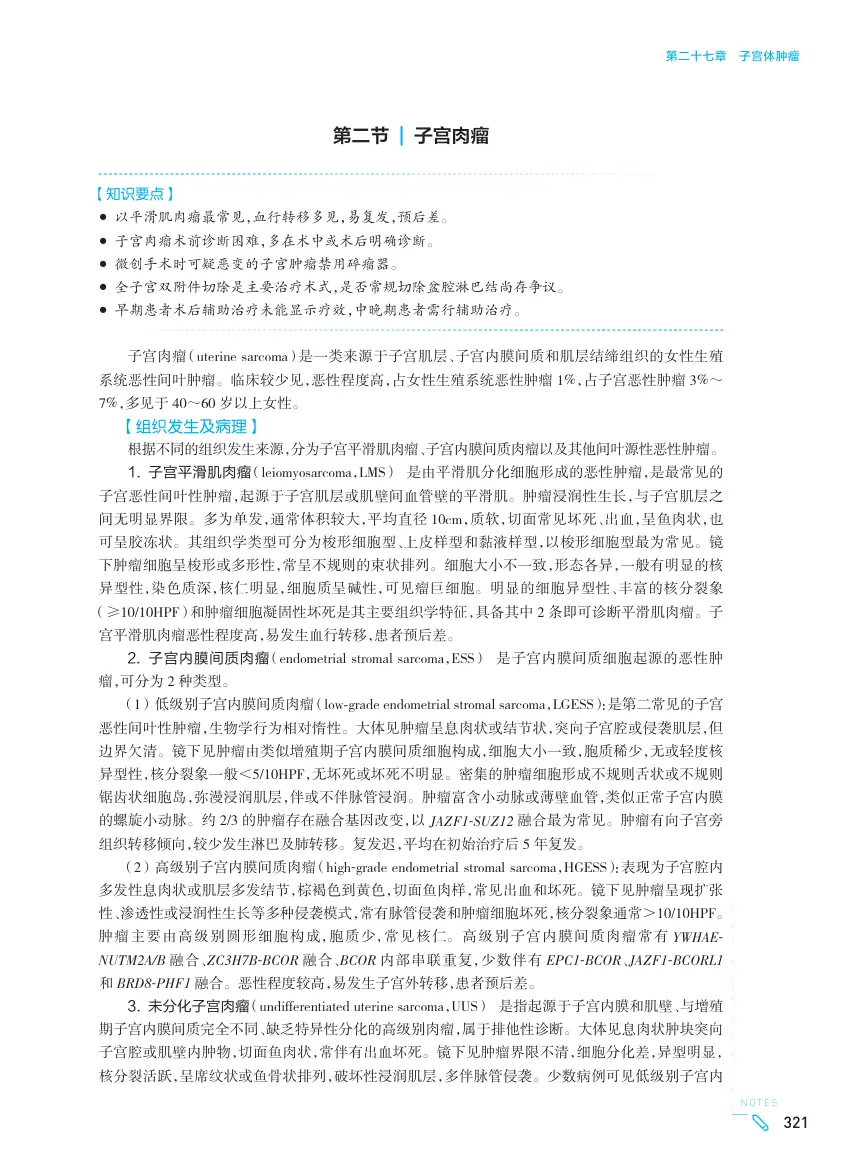 第二十七章 子宫体肿瘤
第二节 | 子宫肉瘤
【知识要点】
● 以平滑肌肉瘤最常见,血行转移多见,易复发,预后差。
● 子宫肉瘤术前诊断困难,多在术中或术后明确诊断。
● 微创手术时可疑恶变的子宫肿瘤禁用碎瘤器。
● 全子宫双附件切除是主要治疗术式,是否常规切除盆腔淋巴结尚存争议。
● 早期患者术后辅助治疗未能显示疗效,中晚期患者需行辅助治疗。
子宫肉瘤(uterine sarcoma)是一类来源于子宫肌层、子宫内膜间质和肌层结缔组织的女性生殖
系统恶性间叶肿瘤。临床较少见,恶性程度高,占女性生殖系统恶性肿瘤 1%,占子宫恶性肿瘤 3%～
7%,多见于 40～60 岁以上女性。
【组织发生及病理】
根据不同的组织发生来源,分为子宫平滑肌肉瘤、子宫内膜间质肉瘤以及其他间叶源性恶性肿瘤。
1. 子宫平滑肌肉瘤(leiomyosarcoma,LMS) 是由平滑肌分化细胞形成的恶性肿瘤,是最常见的
子宫恶性间叶性肿瘤,起源于子宫肌层或肌壁间血管壁的平滑肌。肿瘤浸润性生长,与子宫肌层之
间无明显界限。多为单发,通常体积较大,平均直径 10cm,质软,切面常见坏死、出血,呈鱼肉状,也
可呈胶冻状。其组织学类型可分为梭形细胞型、上皮样型和黏液样型,以梭形细胞型最为常见。镜
下肿瘤细胞呈梭形或多形性,常呈不规则的束状排列。细胞大小不一致,形态各异,一般有明显的核
异型性,染色质深,核仁明显,细胞质呈碱性,可见瘤巨细胞。明显的细胞异型性、丰富的核分裂象
(≥10/10HPF)和肿瘤细胞凝固性坏死是其主要组织学特征,具备其中 2 条即可诊断平滑肌肉瘤。子
宫平滑肌肉瘤恶性程度高,易发生血行转移,患者预后差。
2. 子宫内膜间质肉瘤(endometrial stromal sarcoma,ESS) 是子宫内膜间质细胞起源的恶性肿
瘤,可分为 2 种类型。
(1)低级别子宫内膜间质肉瘤(low-grade endometrial stromal sarcoma,LGESS):是第二常见的子宫
恶性间叶性肿瘤,生物学行为相对惰性。大体见肿瘤呈息肉状或结节状,突向子宫腔或侵袭肌层,但
边界欠清。镜下见肿瘤由类似增殖期子宫内膜间质细胞构成,细胞大小一致,胞质稀少,无或轻度核
异型性,核分裂象一般<5/10HPF,无坏死或坏死不明显。密集的肿瘤细胞形成不规则舌状或不规则
锯齿状细胞岛,弥漫浸润肌层,伴或不伴脉管浸润。肿瘤富含小动脉或薄壁血管,类似正常子宫内膜
的螺旋小动脉。约 2/3 的肿瘤存在融合基因改变,以 JAZF1-SUZ12 融合最为常见。肿瘤有向子宫旁
组织转移倾向,较少发生淋巴及肺转移。复发迟,平均在初始治疗后 5 年复发。
(2)高级别子宫内膜间质肉瘤(high-grade endometrial stromal sarcoma,HGESS):表现为子宫腔内
多发性息肉状或肌层多发结节,棕褐色到黄色,切面鱼肉样,常见出血和坏死。镜下见肿瘤呈现扩张
性、渗透性或浸润性生长等多种侵袭模式,常有脉管侵袭和肿瘤细胞坏死,核分裂象通常>10/10HPF。
肿瘤主要由高级别圆形细胞构成,胞质少,常见核仁。高级别子宫内膜间质肉瘤常有 YWHAE-
NUTM2A/B 融合、ZC3H7B-BCOR 融合、BCOR 内部串联重复,少数伴有 EPC1-BCOR、JAZF1-BCORL1
和 BRD8-PHF1 融合。恶性程度较高,易发生子宫外转移,患者预后差。
3. 未分化子宫肉瘤(undifferentiated uterine sarcoma,UUS) 是指起源于子宫内膜和肌壁、与增殖
期子宫内膜间质完全不同、缺乏特异性分化的高级别肉瘤,属于排他性诊断。大体见息肉状肿块突向
子宫腔或肌壁内肿物,切面鱼肉状,常伴有出血坏死。镜下见肿瘤界限不清,细胞分化差,异型明显,
核分裂活跃,呈席纹状或鱼骨状排列,破坏性浸润肌层,多伴脉管侵袭。少数病例可见低级别子宫内
NOTES
321